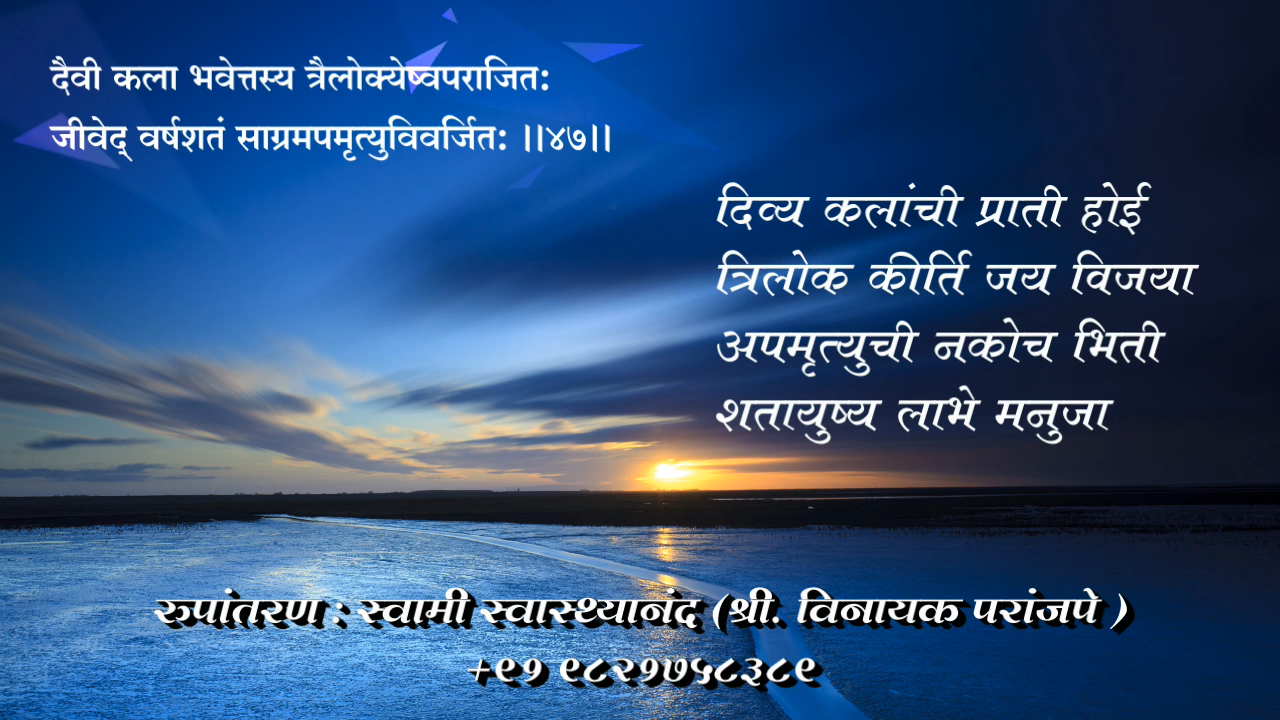 दैवी कला भवेत्तस्य त्रैलोक्येष्वपराजितः
जीवेद् वर्षशतं साग्रमपमृत्युविवर्जितः ॥४७॥
दिव्य कलांची प्राती होई
त्रिलोक कीर्ति जय विजया
अपमृत्युची नकोच भिती
शतायुष्य लाभे मनुजा
रुपांतरण : स्वामी स्वास्थ्यानंद (श्री. विनायक परांजपे )
+९१ ९८२१७५८३८९